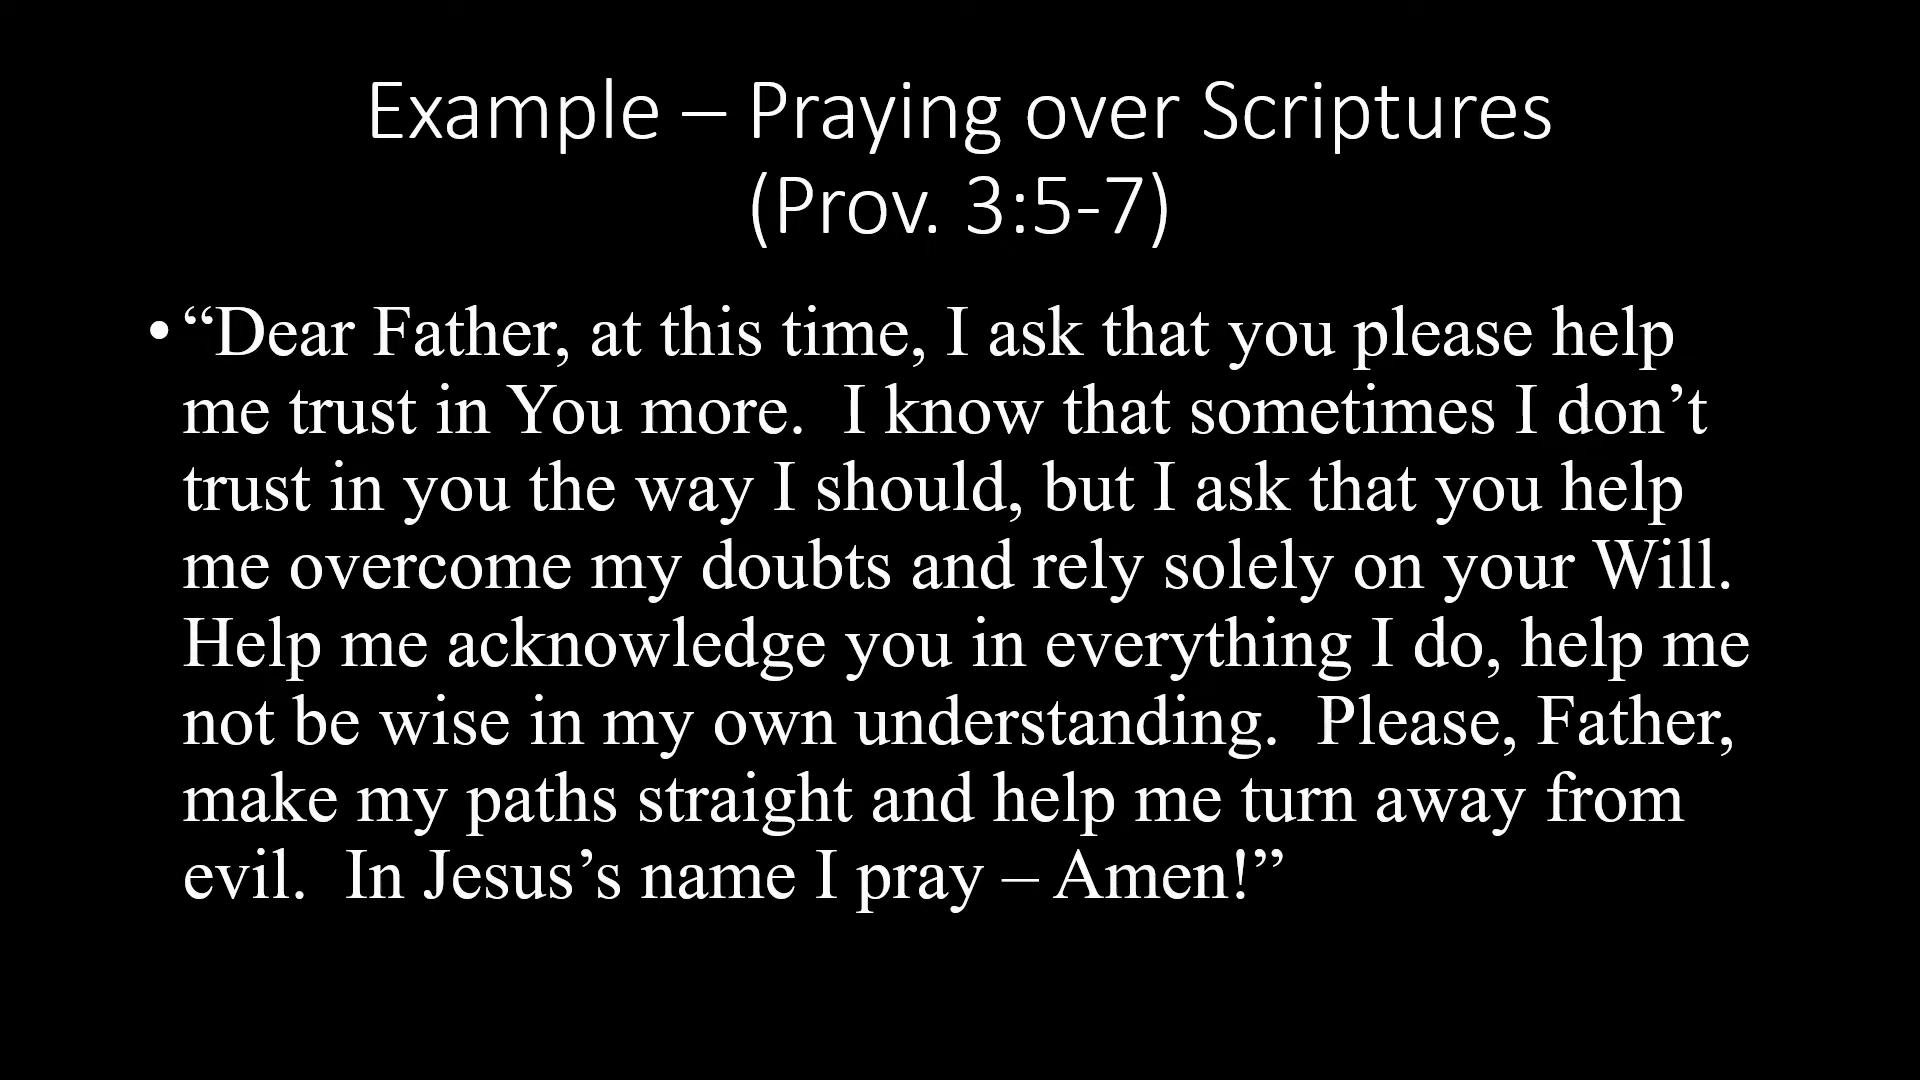 Example – Praying over Scriptures
(Prov. 3:5-7)
• “Dear Father, at this time, I ask that you please help
me trust in You more.  I know that sometimes I don’t
trust in you the way I should, but I ask that you help
me overcome my doubts and rely solely on your Will.
Help me acknowledge you in everything I do, help me
not be wise in my own understanding.  Please, Father,
make my paths straight and help me turn away from
evil.  In Jesus’s name I pray – Amen!”